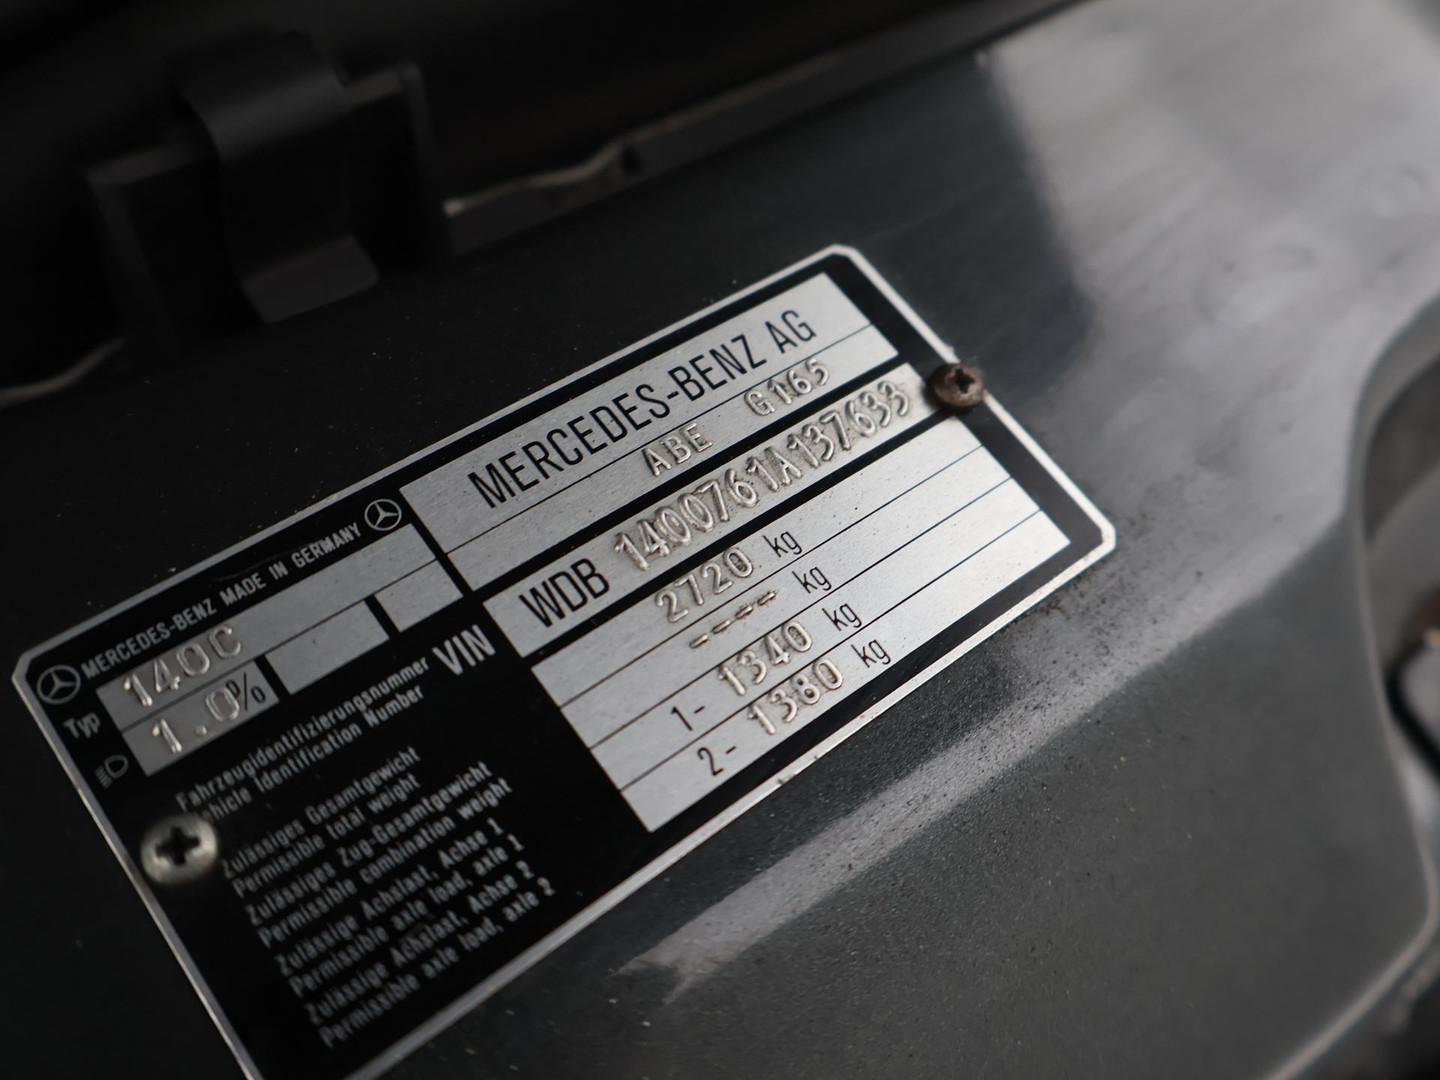 MERCEDES-BENZ AG
ABE G165
WDB 1400761A137633
2720 kg
---- kg
1- 1340 kg
2- 1380 kg
MERCEDES-BENZ MADE IN GERMANY
Typ 140C
1.0%
Fahrzeugidentifizierungsnummer VIN
Vehicle Identification Number
Zulässiges Gesamtgewicht
Permissible total weight
Zulässiges Zug-Gesamtgewicht
Permissible combination weight
Zulässige Achslast, Achse 1
Permissible axle load, axle 1
Zulässige Achslast, Achse 2
Permissible axle load, axle 2